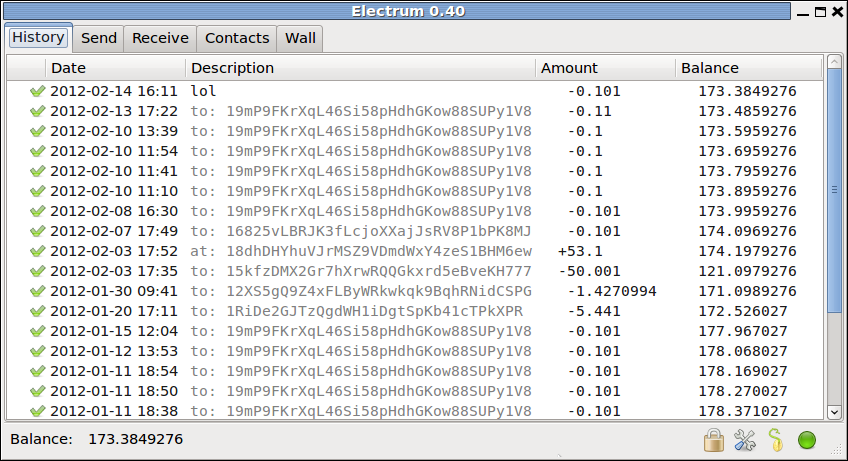 Electrum 0.40
History Send Receive Contacts Wall
Date Description Amount Balance
2012-02-14 16:11 lol -0.101 173.3849276
2012-02-13 17:22 to: 19mP9FKrXqL46Si58pHdhGKow88SUPy1V8 -0.11 173.4859276
2012-02-10 13:39 to: 19mP9FKrXqL46Si58pHdhGKow88SUPy1V8 -0.1 173.5959276
2012-02-10 11:54 to: 19mP9FKrXqL46Si58pHdhGKow88SUPy1V8 -0.1 173.6959276
2012-02-10 11:41 to: 19mP9FKrXqL46Si58pHdhGKow88SUPy1V8 -0.1 173.7959276
2012-02-10 11:10 to: 19mP9FKrXqL46Si58pHdhGKow88SUPy1V8 -0.1 173.8959276
2012-02-08 16:30 to: 19mP9FKrXqL46Si58pHdhGKow88SUPy1V8 -0.101 173.9959276
2012-02-07 17:49 to: 16825vLBRJK3fLcjoXXajJsRV8P1bPK8MJ -0.101 174.0969276
2012-02-03 17:52 at: 18dhDHYhuVJrMSZ9VDmdWxY4zeS1BHM6ew +53.1 174.1979276
2012-02-03 17:35 to: 15kfzDMX2Gr7hXrwRQQGkxrd5eBveKH777 -50.001 121.0979276
2012-01-30 09:41 to: 12XS5gQ9Z4xFLByWRkwkqk9BqhRNidCSPG -1.4270994 171.0989276
2012-01-20 17:11 to: 1RiDe2GJTzQgdWH1iDgtSpKb41cTPkXPR -5.441 172.526027
2012-01-15 12:04 to: 19mP9FKrXqL46Si58pHdhGKow88SUPy1V8 -0.101 177.967027
2012-01-12 13:53 to: 19mP9FKrXqL46Si58pHdhGKow88SUPy1V8 -0.101 178.068027
2012-01-11 18:54 to: 19mP9FKrXqL46Si58pHdhGKow88SUPy1V8 -0.101 178.169027
2012-01-11 18:50 to: 19mP9FKrXqL46Si58pHdhGKow88SUPy1V8 -0.101 178.270027
2012-01-11 18:38 to: 19mP9FKrXqL46Si58pHdhGKow88SUPy1V8 -0.101 178.371027
Balance: 173.3849276